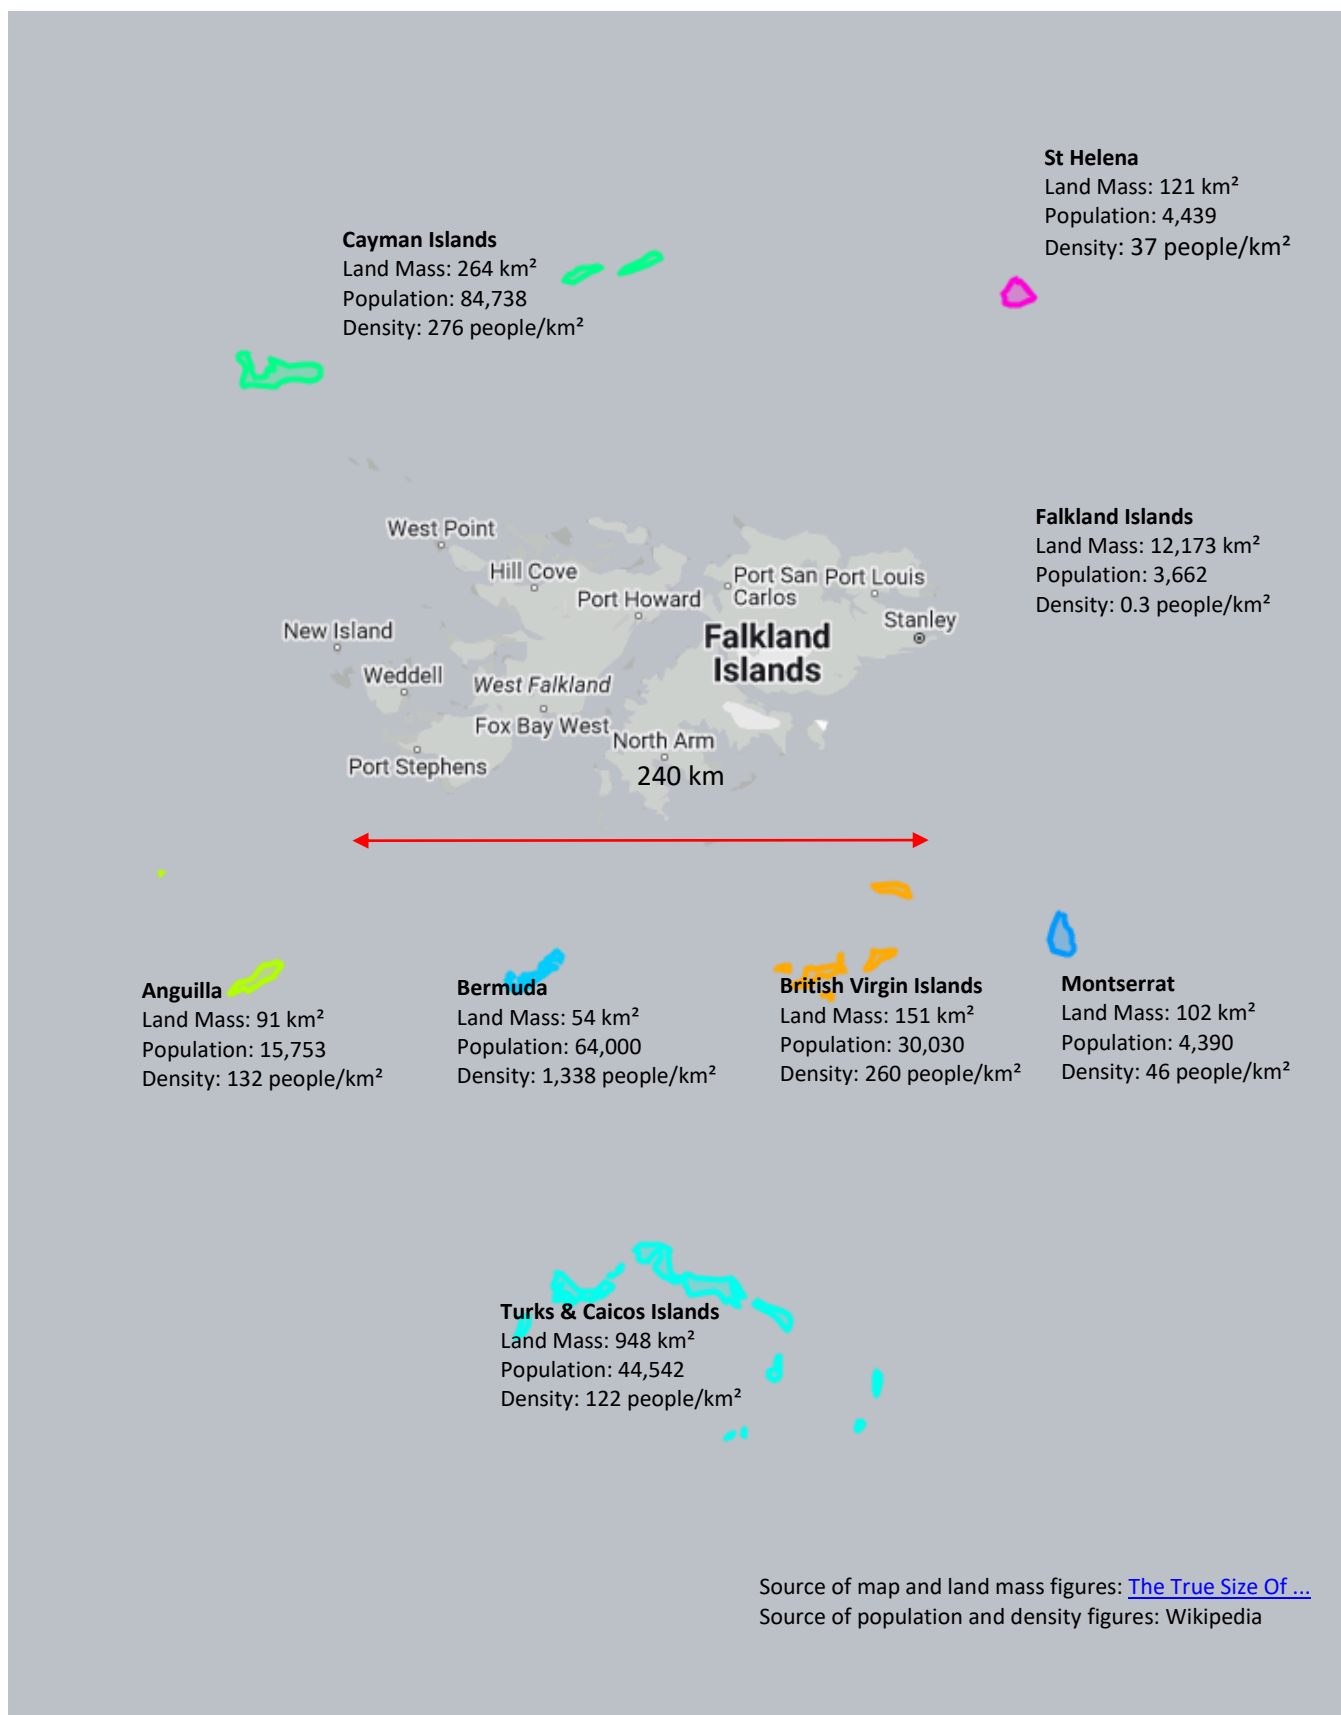 St Helena
Land Mass: 121 km²
Population: 4,439
Density: 37 people/km²
Cayman Islands
Land Mass: 264 km²
Population: 84,738
Density: 276 people/km²
Falkland Islands
Land Mass: 12,173 km²
Population: 3,662
Density: 0.3 people/km²
West Point
Hill Cove
Port Howard
Port San Carlos
Port Louis
Stanley
New Island
Falkland
Islands
Weddell
West Falkland
Fox Bay West
North Arm
Port Stephens
240 km
Anguilla
Land Mass: 91 km²
Population: 15,753
Density: 132 people/km²
Bermuda
Land Mass: 54 km²
Population: 64,000
Density: 1,338 people/km²
British Virgin Islands
Land Mass: 151 km²
Population: 30,030
Density: 260 people/km²
Montserrat
Land Mass: 102 km²
Population: 4,390
Density: 46 people/km²
Turks & Caicos Islands
Land Mass: 948 km²
Population: 44,542
Density: 122 people/km²
Source of map and land mass figures: The True Size Of ...
Source of population and density figures: Wikipedia